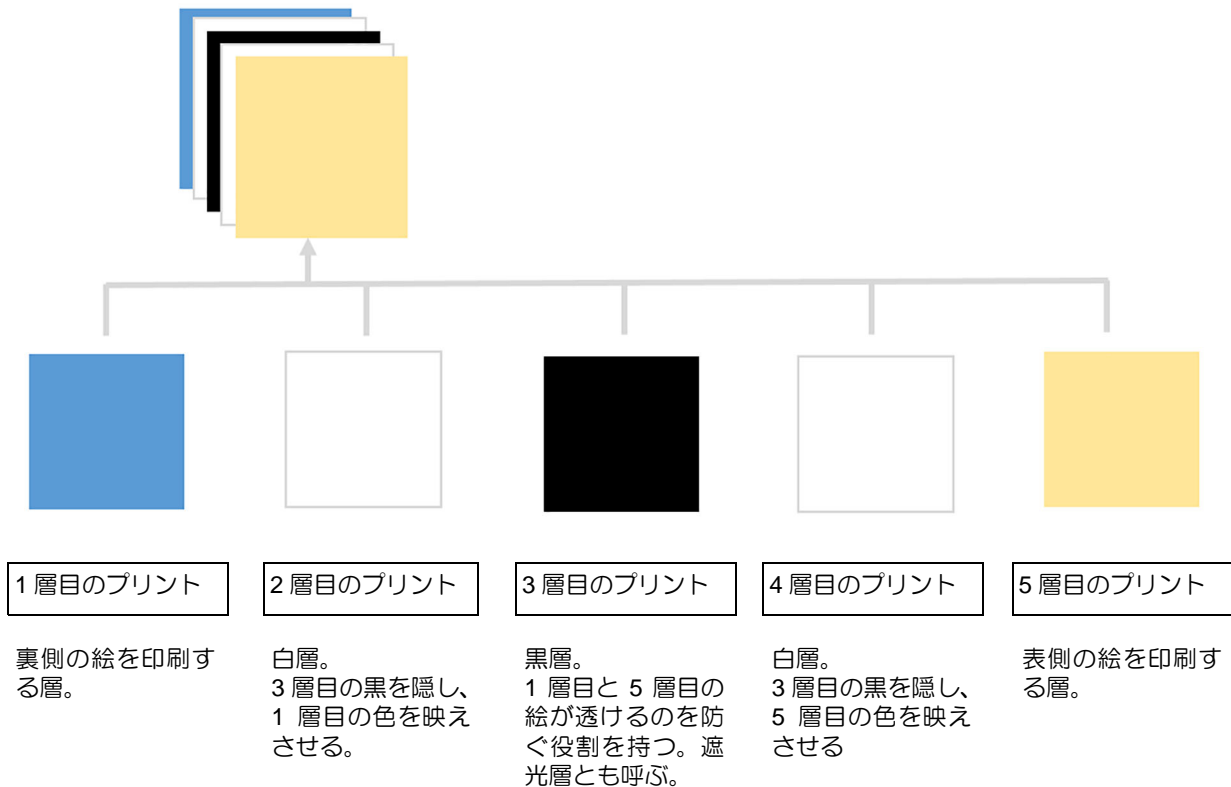 1 層目のプリント
2 層目のプリント
3 層目のプリント
4 層目のプリント
5 層目のプリント
裏側の絵を印刷す
る層。
白層。
3 層目の黒を隠し、
1 層目の色を映え
させる。
黒層。
1 層目と 5 層目の
絵が透けるのを防
ぐ役割を持つ。遮
光層とも呼ぶ。
白層。
3 層目の黒を隠し、
5 層目の色を映え
させる
表側の絵を印刷す
る層。